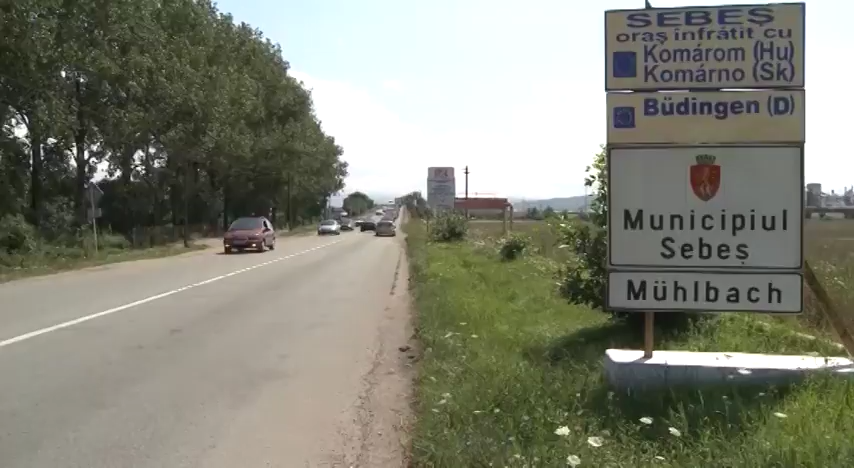 SEBEȘ
oraș înfrățit cu
Komárom (Hu)
Komárno (Sk)
Büdingen (D)
Municipiul
Sebeș
Mühlbach